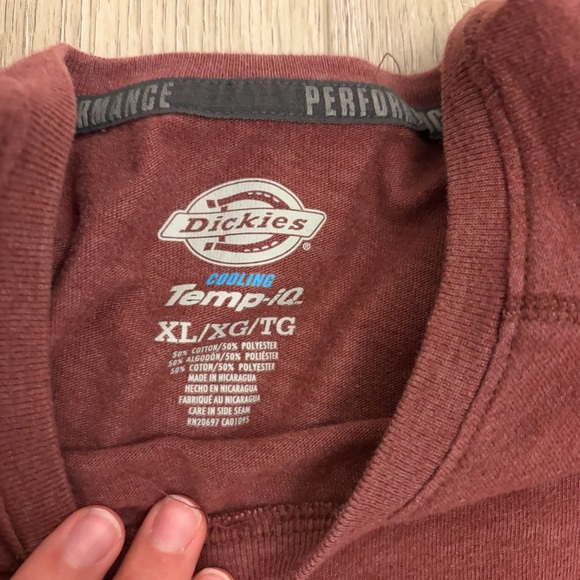 RMANCE PERFORMANC
Dickies
®
COOLING
Temp-iQ
XL/XG/TG
50% COTTON/50% POLYESTER
50% ALGODÓN/50% POLIÉSTER
50% COTON/50% POLYESTER
MADE IN NICARAGUA
HECHO EN NICARAGUA
FABRIQUÉ AU NICARAGUA
CARE IN SIDE SEAM
RN20697 CA01095